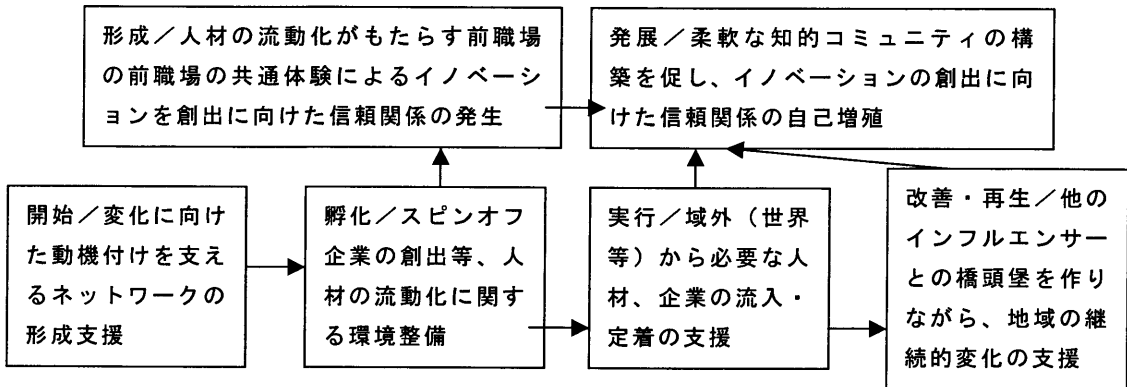 形成／人材の流動化がもたらす前職場
の前職場の共通体験によるイノベーシ
ョンを創出に向けた信頼関係の発生
発展／柔軟な知的コミュニティの構
築を促し、イノベーションの創出に向
けた信頼関係の自己増殖
開始／変化に向け
た動機付けを支え
るネットワークの
形成支援
孵化／スピンオフ
企業の創出等、人
材の流動化に関す
る環境整備
実行／域外（世界
等）から必要な人
材、企業の流入・
定着の支援
改善・再生／他の
インフルエンサー
との橋頭堡を作り
ながら、地域の継
続的変化の支援